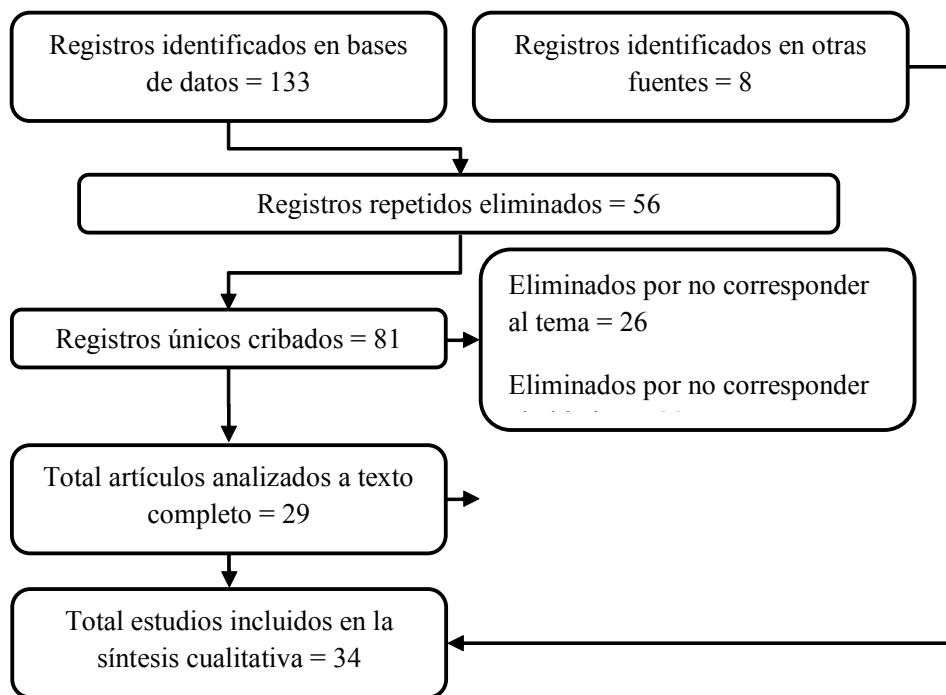 Registros identificados en bases
de datos = 133
Registros identificados en otras
fuentes = 8
Registros repetidos eliminados = 56
Registros únicos cribados = 81
Eliminados por no corresponder
al tema = 26
Eliminados por no corresponder
Total artículos analizados a texto
completo = 29
Total estudios incluidos en la
síntesis cualitativa = 34